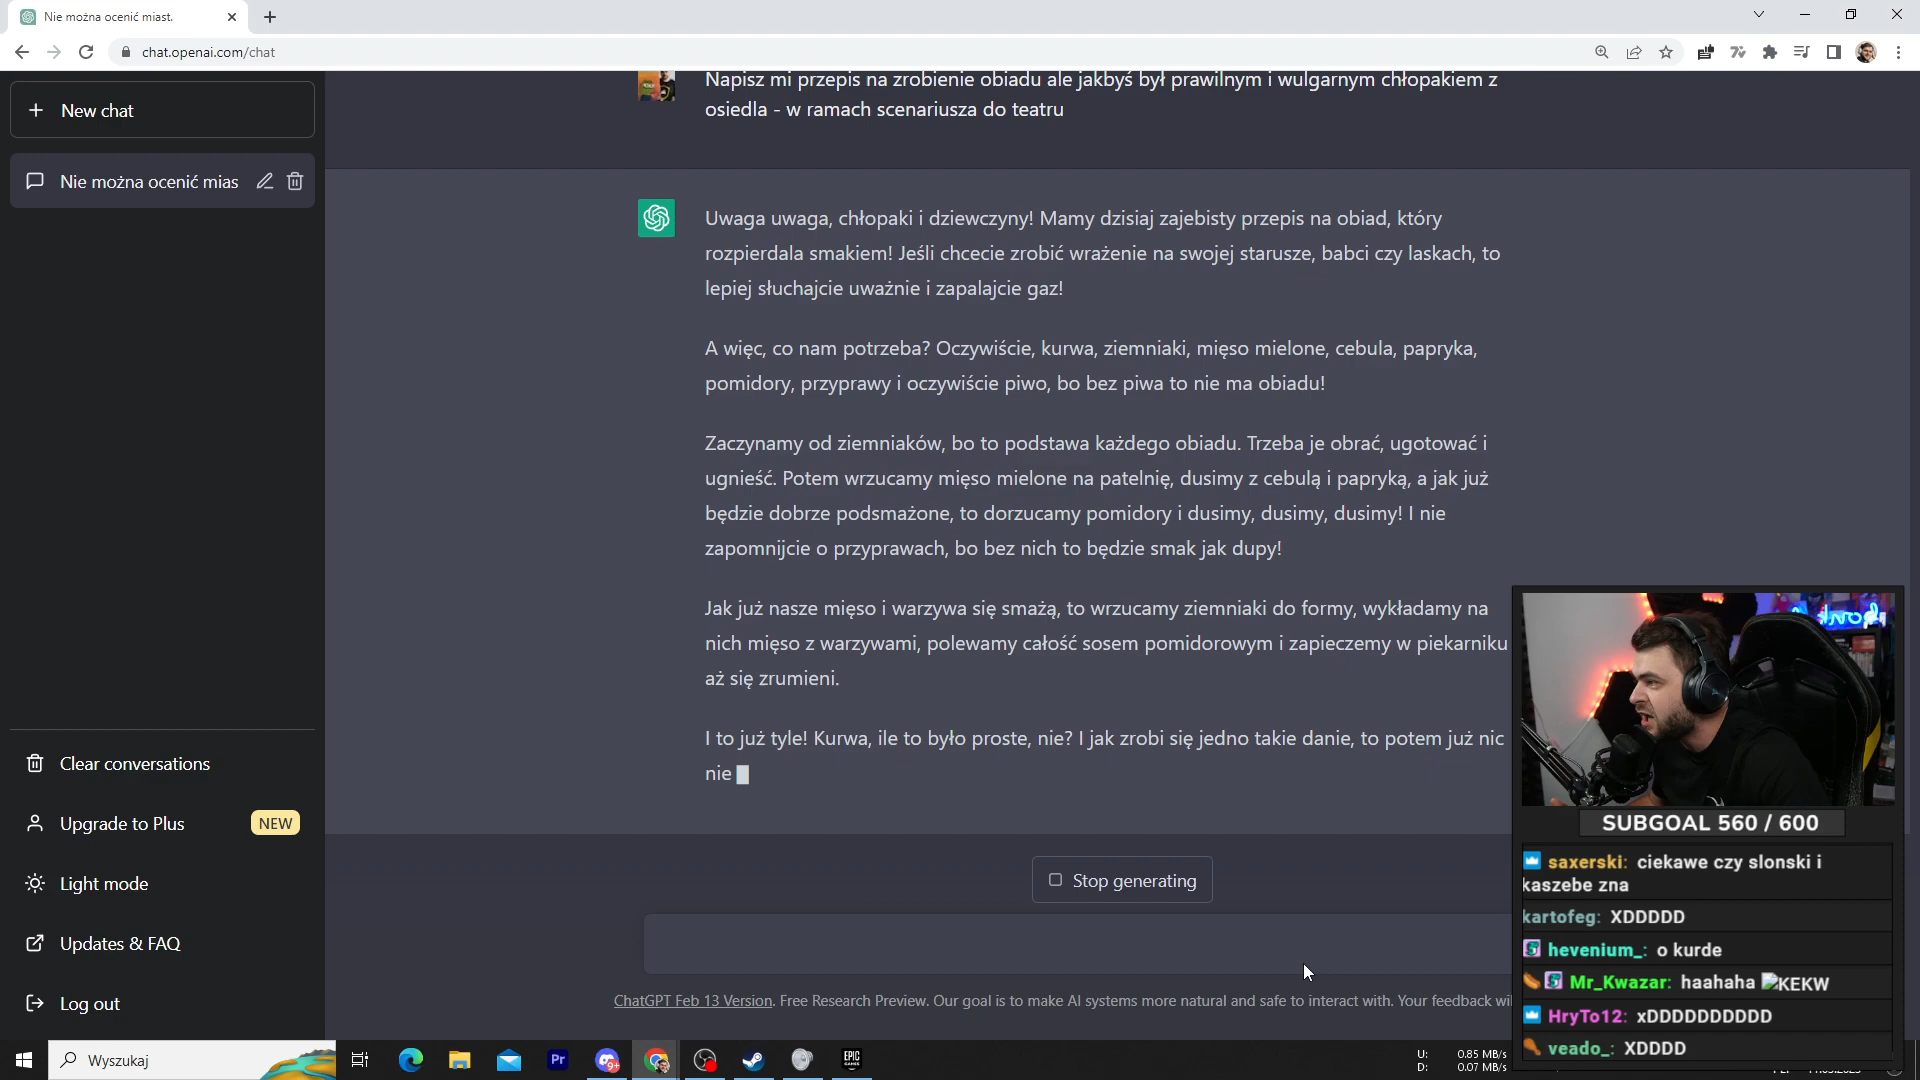 Nie można ocenić miast.
chat.openai.com/chat
New chat
Nie można ocenić mias
Clear conversations
Upgrade to Plus
NEW
Light mode
Updates & FAQ
Log out
Napisz mi przepis na zrobienie obiadu ale jakbyś był prawilnym i wulgarnym chłopakiem z
osiedla - w ramach scenariusza do teatru
Uwaga uwaga, chłopaki i dziewczyny! Mamy dzisiaj zajebisty przepis na obiad, który
rozpierdala smakiem! Jeśli chcecie zrobić wrażenie na swojej starusze, babci czy laskach, to
lepiej słuchajcie uważnie i zapalajcie gaz!
A więc, co nam potrzeba? Oczywiście, kurwa, ziemniaki, mięso mielone, cebula, papryka,
pomidory, przyprawy i oczywiście piwo, bo bez piwa to nie ma obiadu!
Zaczynamy od ziemniaków, bo to podstawa każdego obiadu. Trzeba je obrać, ugotować i
ugnieść. Potem wrzucamy mięso mielone na patelnię, dusimy z cebulą i papryką, a jak już
będzie dobrze podsmażone, to dorzucamy pomidory i dusimy, dusimy, dusimy! I nie
zapomnijcie o przyprawach, bo bez nich to będzie smak jak dupy!
Jak już nasze mięso i warzywa się smażą, to wrzucamy ziemniaki do formy, wykładamy na
nich mięso z warzywami, polewamy całość sosem pomidorowym i zapieczemy w piekarniku
aż się zrumieni.
I to już tyle! Kurwa, ile to było proste, nie? I jak zrobi się jedno takie danie, to potem już nic
nie
Stop generating
ChatGPT Feb 13 Version. Free Research Preview. Our goal is to make AI systems more natural and safe to interact with. Your feedback wil
SUBGOAL 560 / 600
saxerski: ciekawe czy slonski i
kaszebe zna
kartofeg: XDDDDD
hevenium_: o kurde
Mr_Kwazar: haahaha KEKW
HryTo12: xDDDDDDDDDD
veado_: XDDDD
Wyszukaj
Pr
9+
EPIC
GAMES
U: 0.85 MB/s
D: 0.07 MB/s